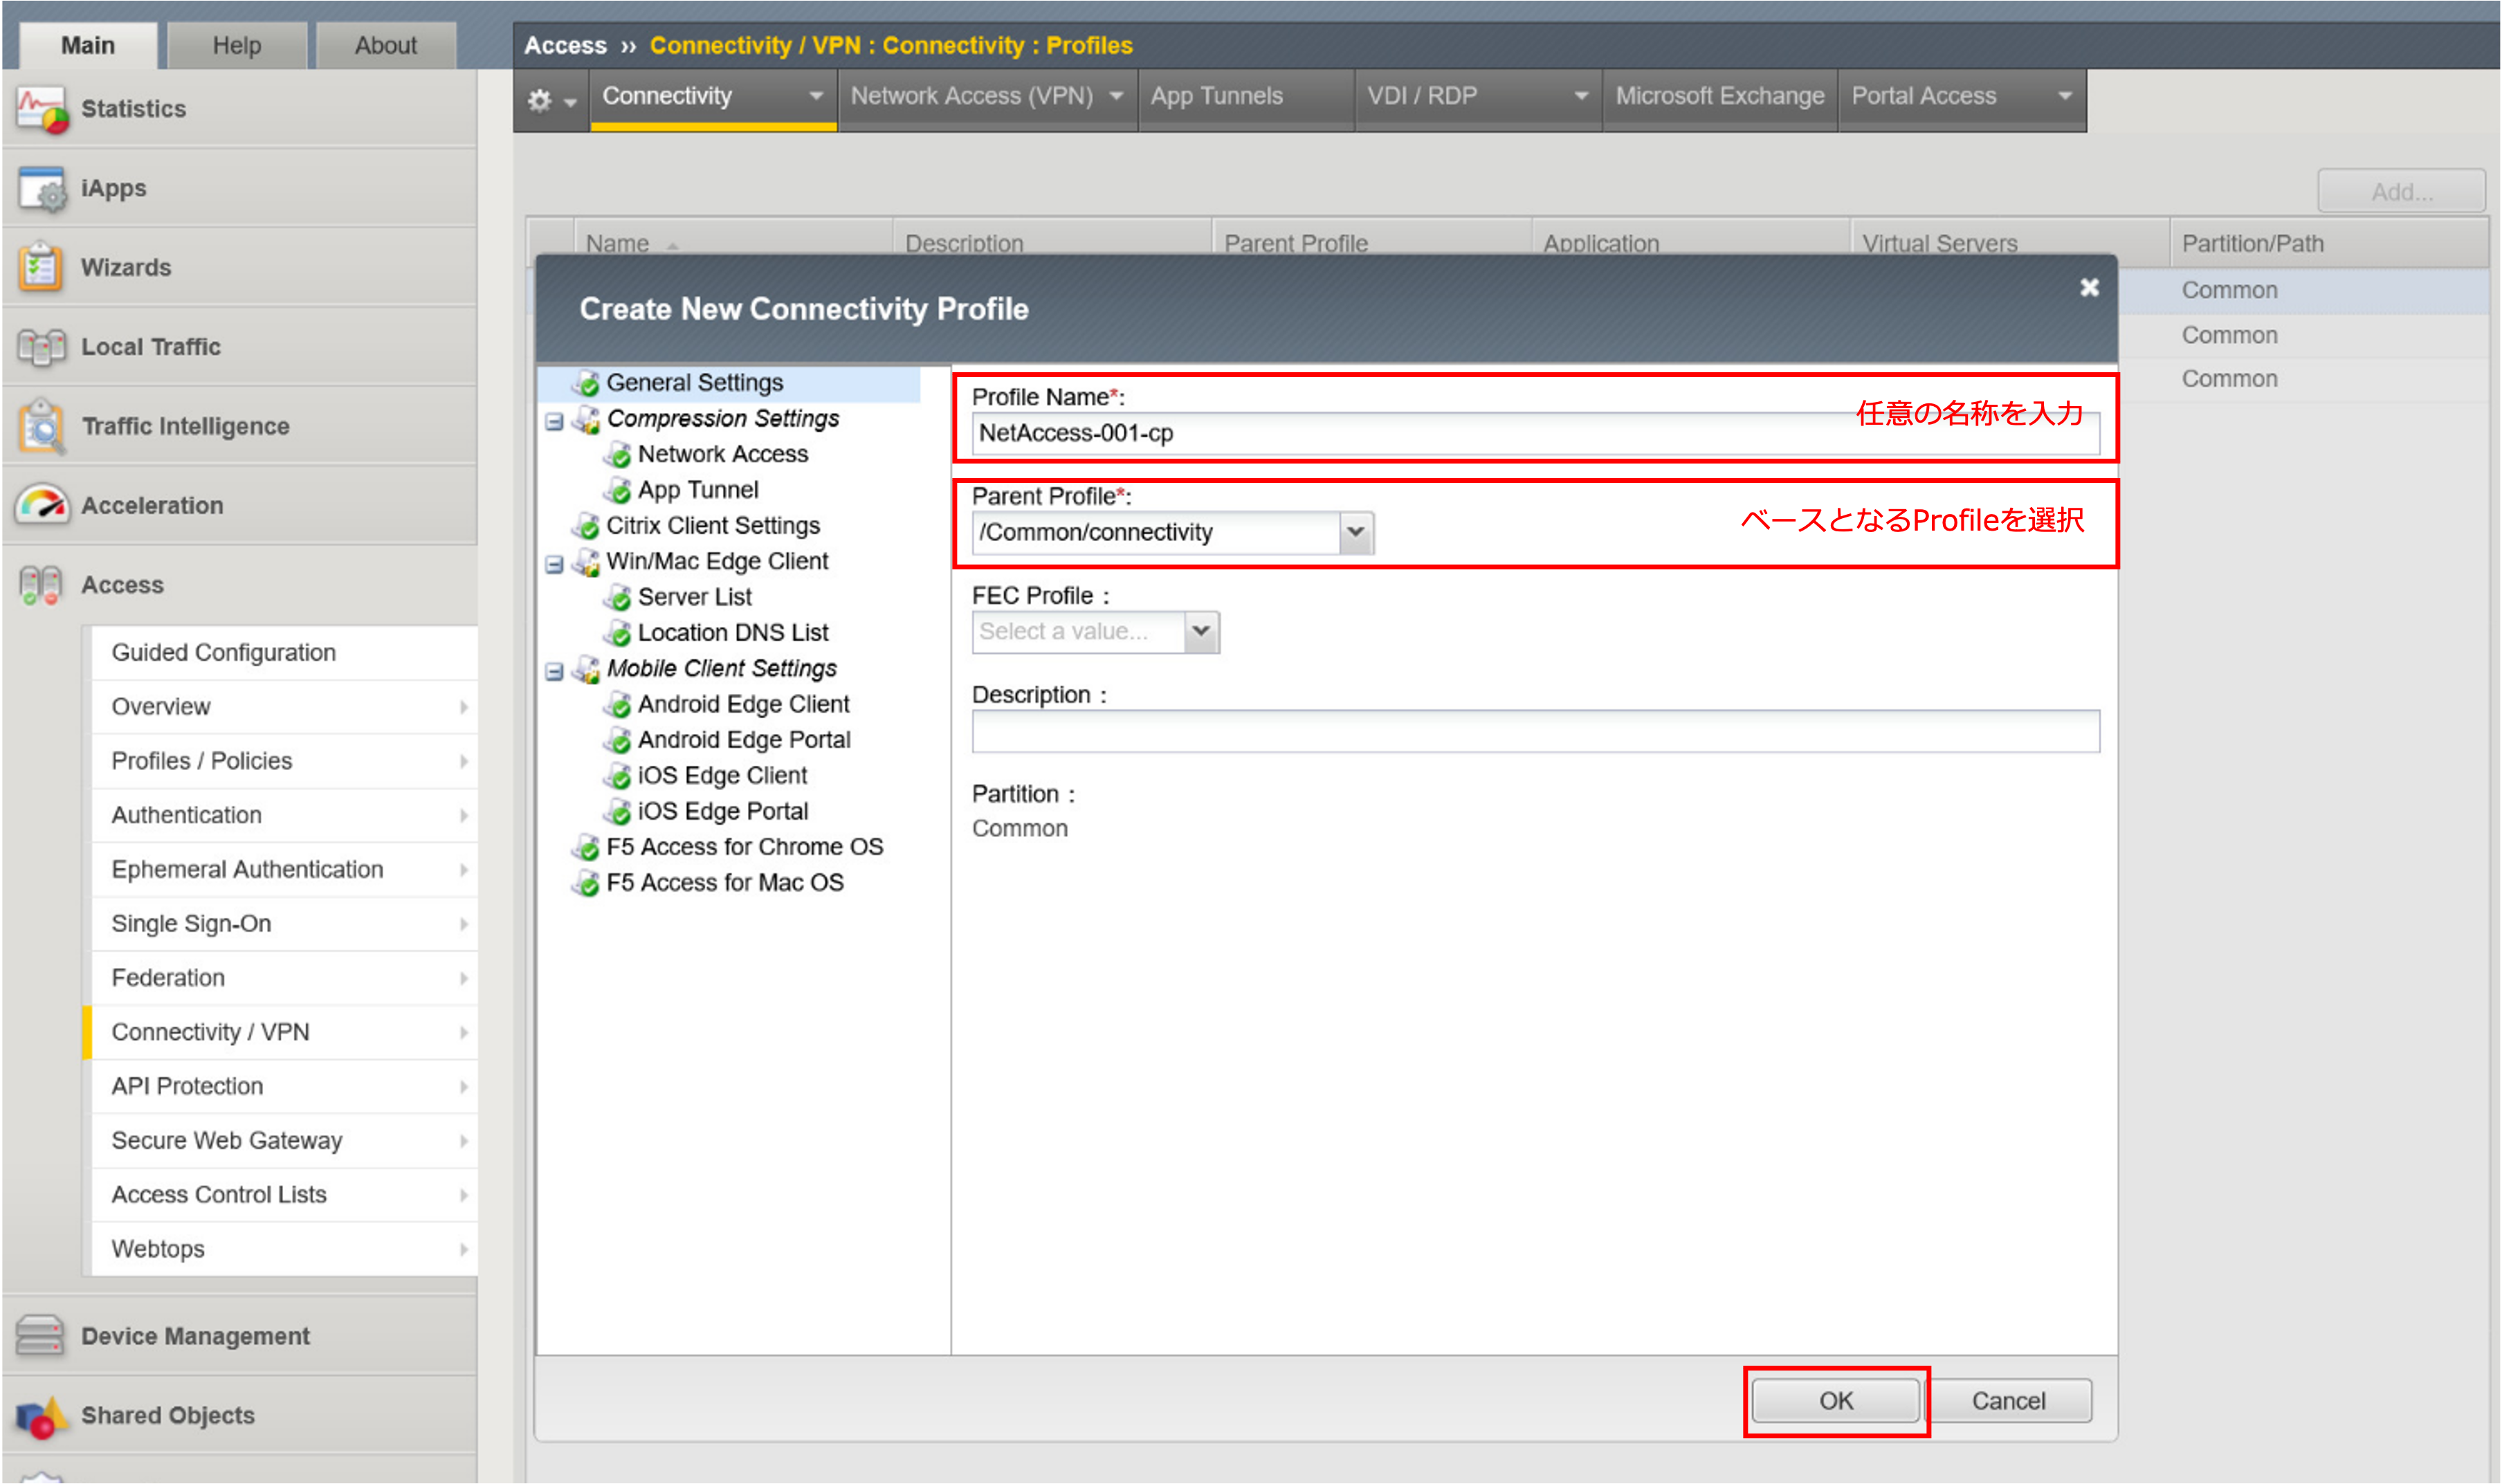 Main
Help
About
Access ›› Connectivity / VPN : Connectivity : Profiles
Connectivity
Network Access (VPN)
App Tunnels
VDI / RDP
Microsoft Exchange
Portal Access
Statistics
iApps
Wizards
Local Traffic
Traffic Intelligence
Acceleration
Access
Guided Configuration
Overview
Profiles / Policies
Authentication
Ephemeral Authentication
Single Sign-On
Federation
Connectivity / VPN
API Protection
Secure Web Gateway
Access Control Lists
Webtops
Device Management
Shared Objects
Add...
Name
Description
Parent Profile
Application
Virtual Servers
Partition/Path
Common
Common
Common
Create New Connectivity Profile
General Settings
Compression Settings
Network Access
App Tunnel
Citrix Client Settings
Win/Mac Edge Client
Server List
Location DNS List
Mobile Client Settings
Android Edge Client
Android Edge Portal
iOS Edge Client
iOS Edge Portal
F5 Access for Chrome OS
F5 Access for Mac OS
Profile Name*:
NetAccess-001-cp
任意の名称を入力
Parent Profile*:
/Common/connectivity
ベースとなるProfileを選択
FEC Profile :
Select a value...
Description :
Partition :
Common
OK
Cancel